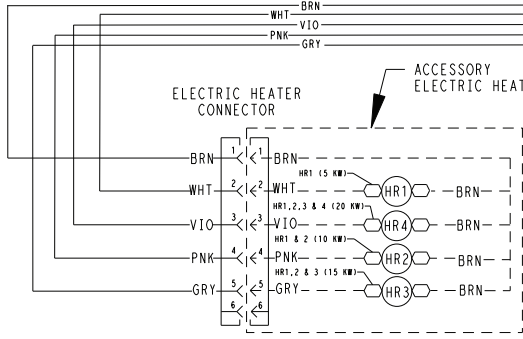 BRN
WHT
VIO
PNK
GRY
ACCESSORY
ELECTRIC HEAT
ELECTRIC HEATER
CONNECTOR
BRN 1 1 BRN
HR1 (5 KW)
WHT 2 2 WHT HR1 BRN
HR1,2,3 & 4 (20 KW)
VIO 3 3 VIO HR4 BRN
HR1 & 2 (10 KW)
PNK 4 4 PNK HR2 BRN
HR1,2 & 3 (15 KW)
GRY 5 5 GRY HR3 BRN
6 6